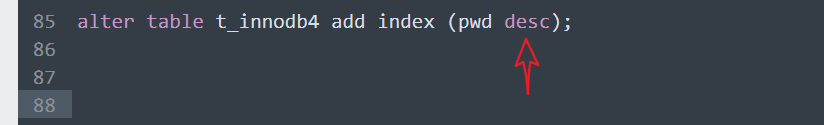 85 alter table t_innodb4 add index (pwd desc);
86
87
88